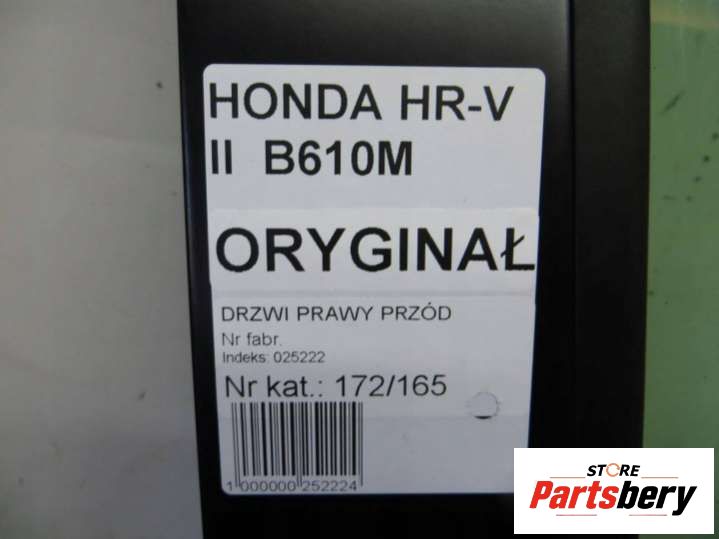 HONDA HR-V
II B610M
ORYGINAŁ
DRZWI PRAWY PRZÓD
Nr fabr.
Indeks: 025222
Nr kat.: 172/165
1 000000 252224
STORE
Partsbery